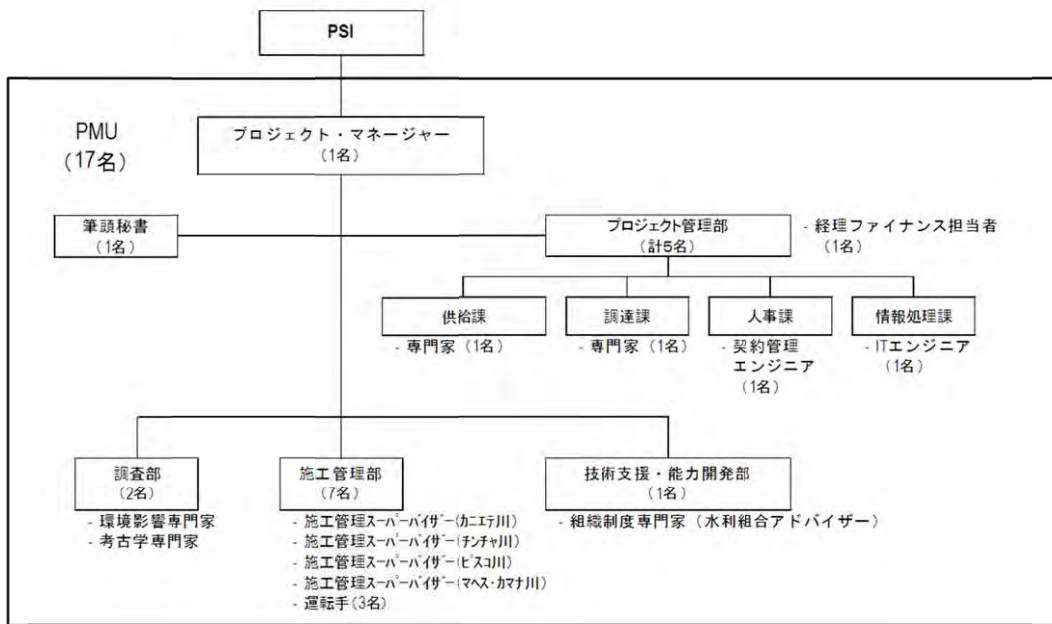 PSI
PMU
（17名）
プロジェクト・マネージャー
（1名）
筆頭秘書
（1名）
プロジェクト管理部
（計5名）
- 経理ファイナンス担当者
（1名）
供給課
- 専門家（1名）
調達課
- 専門家（1名）
人事課
- 契約管理
エンジニア
（1名）
情報処理課
- ITエンジニア
（1名）
調査部
（2名）
- 環境影響専門家
- 考古学専門家
施工管理部
（7名）
- 施工管理ｽｰﾊﾟｰﾊﾞｲｻﾞｰ(ｶﾆｴﾃ川)
- 施工管理ｽｰﾊﾟｰﾊﾞｲｻﾞｰ(ﾁﾝﾁｬ川)
- 施工管理ｽｰﾊﾟｰﾊﾞｲｻﾞｰ(ﾋﾟｽｺ川)
- 施工管理ｽｰﾊﾟｰﾊﾞｲｻﾞｰ(ﾏﾍｽ･ｶﾏﾅ川)
- 運転手(3名)
技術支援・能力開発部
（1名）
- 組織制度専門家（水利組合アドバイザー）